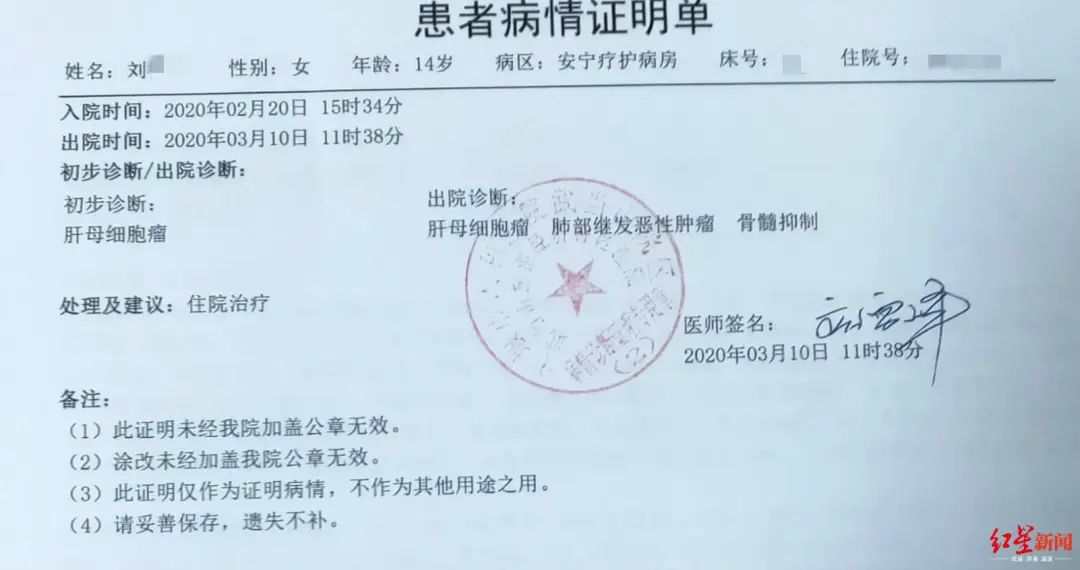 患者病情证明单
姓名：刘 性别：女 年龄：14岁 病区：安宁疗护病房 床号： 住院号：
入院时间：2020年02月20日 15时34分
出院时间：2020年03月10日 11时38分
初步诊断/出院诊断：
初步诊断： 出院诊断：
肝母细胞瘤 肝母细胞瘤 肺部继发恶性肿瘤 骨髓抑制
处理及建议：住院治疗
医师签名：
2020年03月10日 11时38分
备注：
（1）此证明未经我院加盖公章无效。
（2）涂改未经加盖我院公章无效。
（3）此证明仅作为证明病情，不作为其他用途之用。
（4）请妥善保存，遗失不补。
(2)
红星新闻